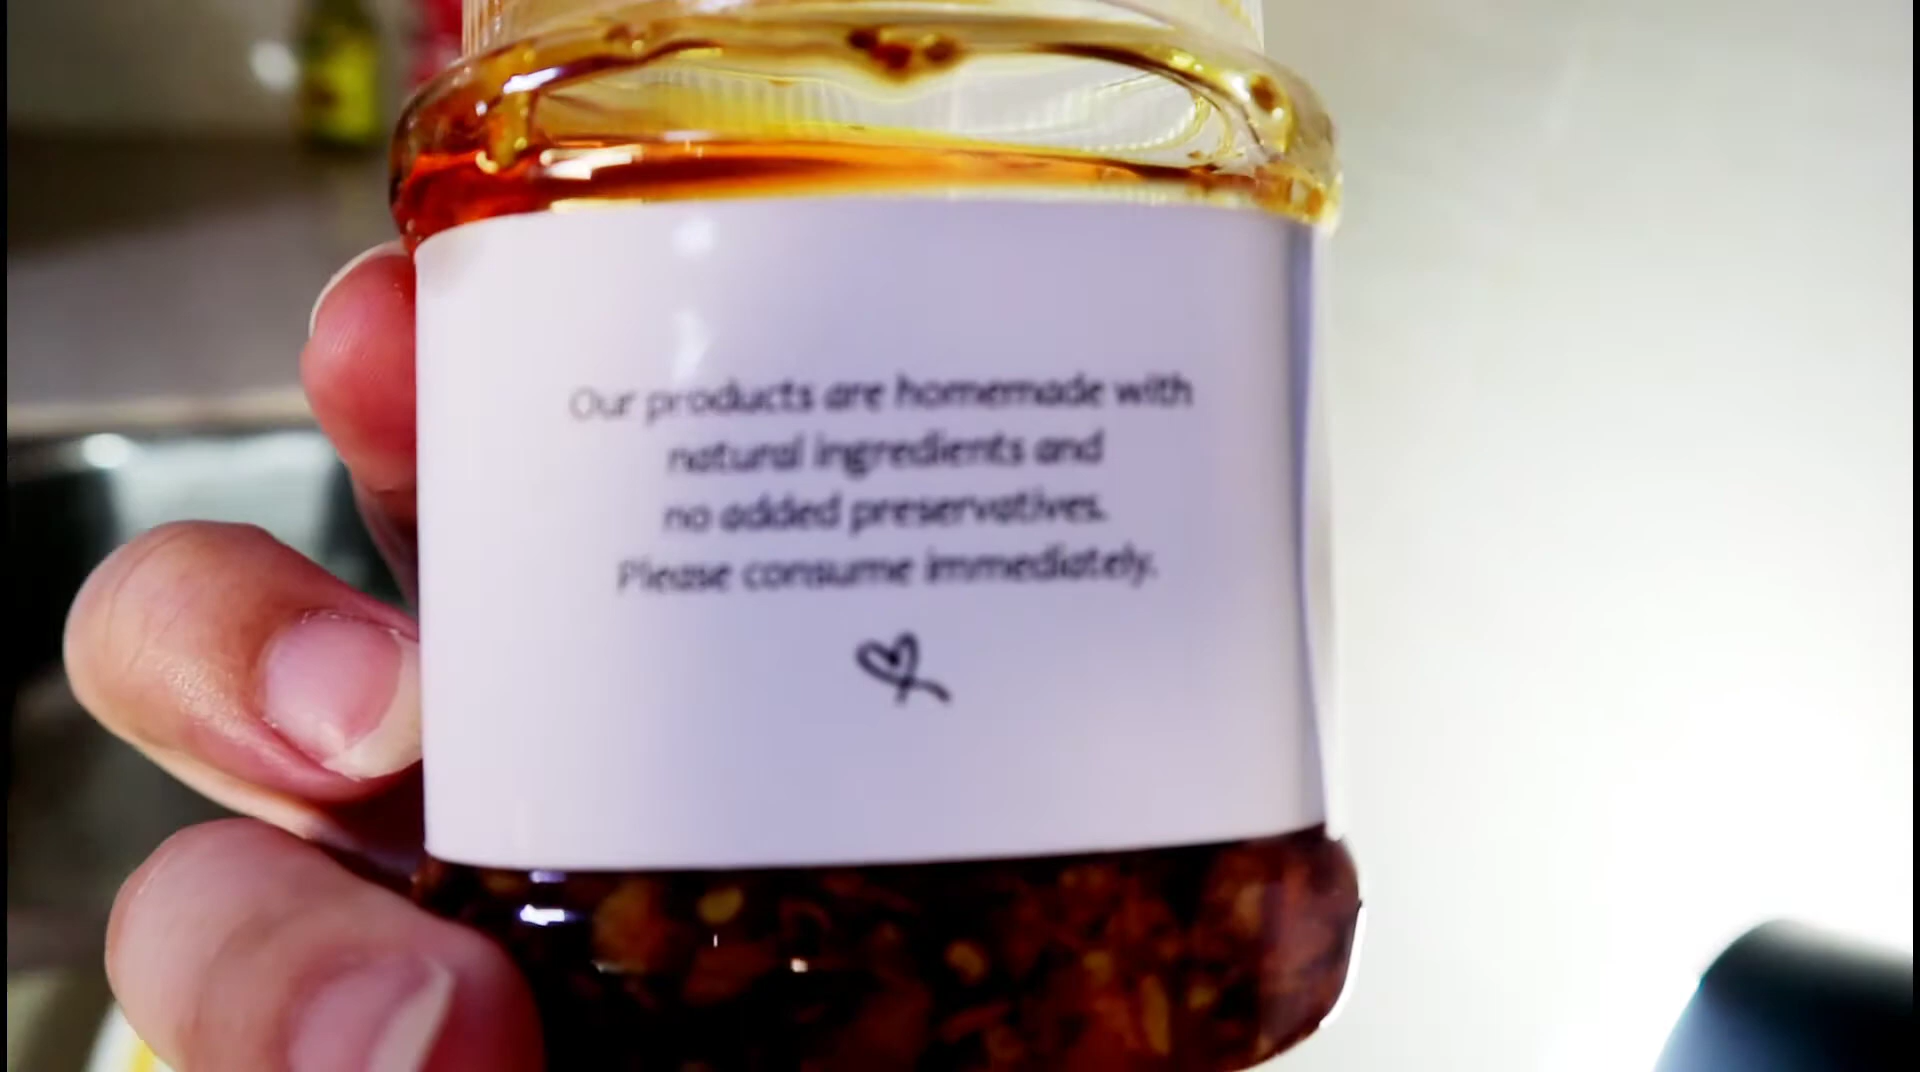 Our products are homemade with
natural ingredients and
no added preservatives.
Please consume immediately.